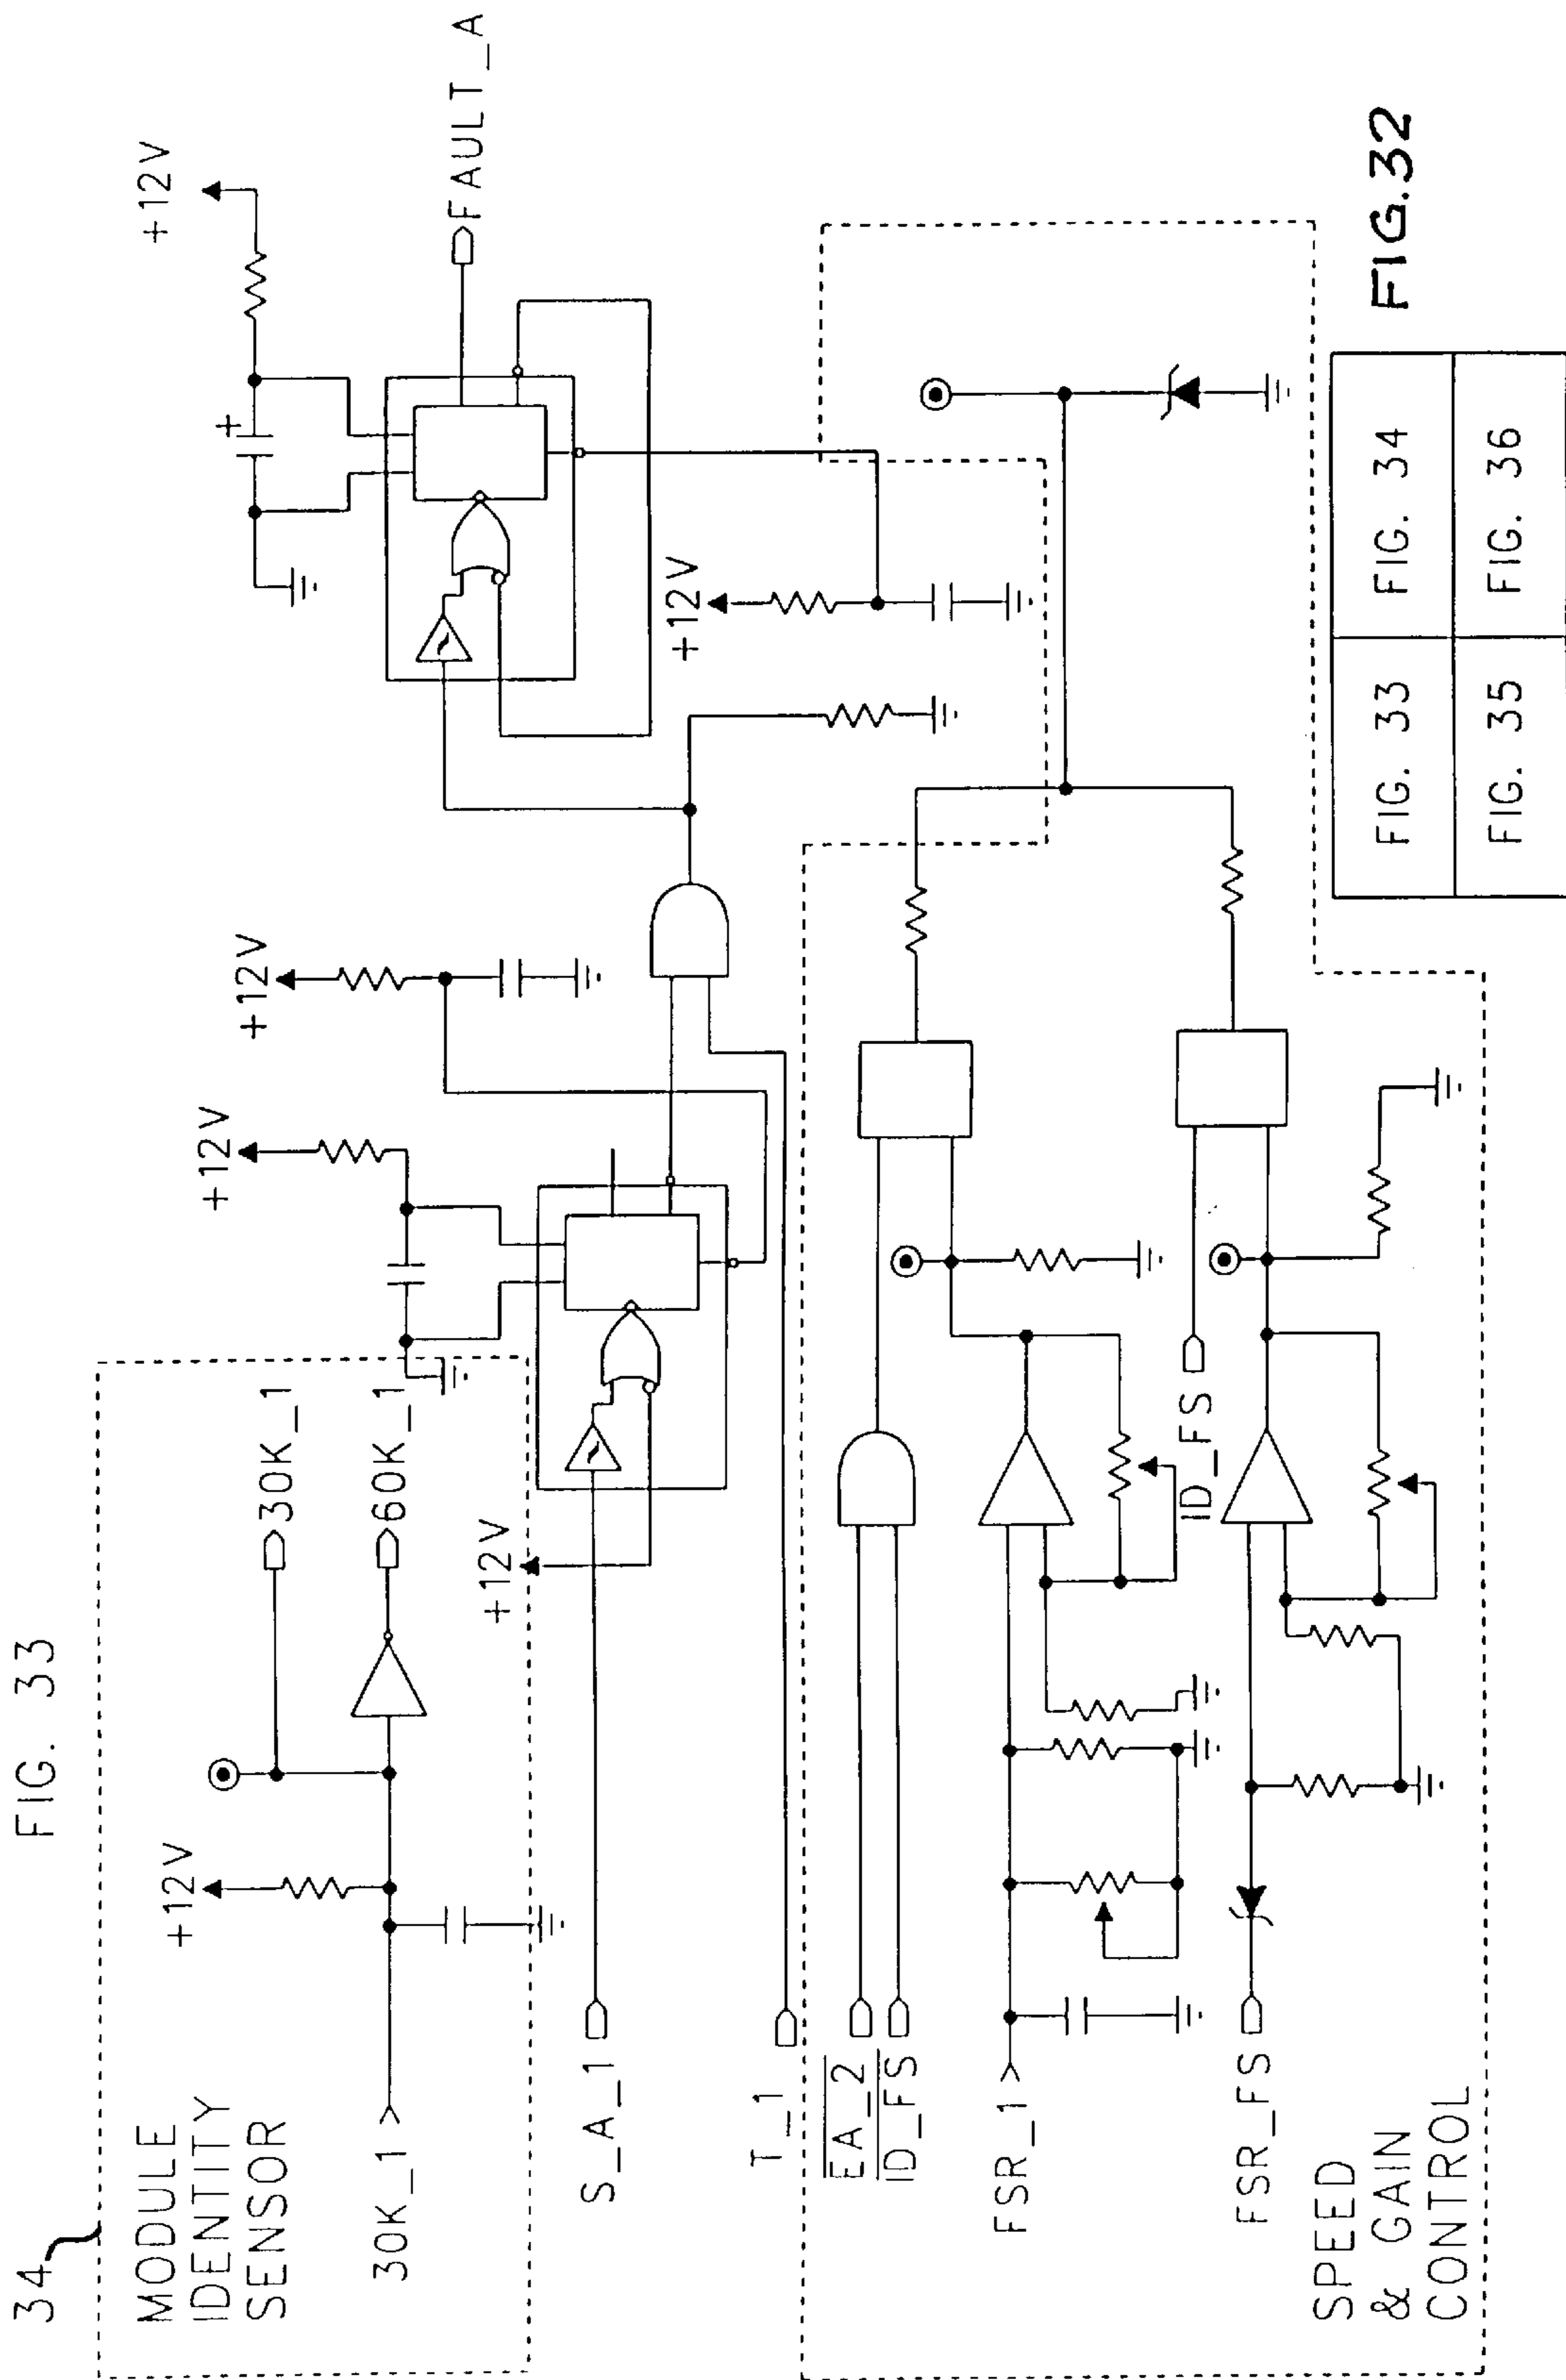 FIG. 33
34
MODULE
IDENTITY
SENSOR
+12V
30K_1
30K_1
60K_1
+12V
+12V
+12V
S_A_1
+12V
FAULT_A
+
+12V
T_1
EA_2
ID_FS
FSR_1
ID_FS
FSR_FS
SPEED
& GAIN
CONTROL
FIG. 33
FIG. 34
FIG. 35
FIG. 36
FIG.32